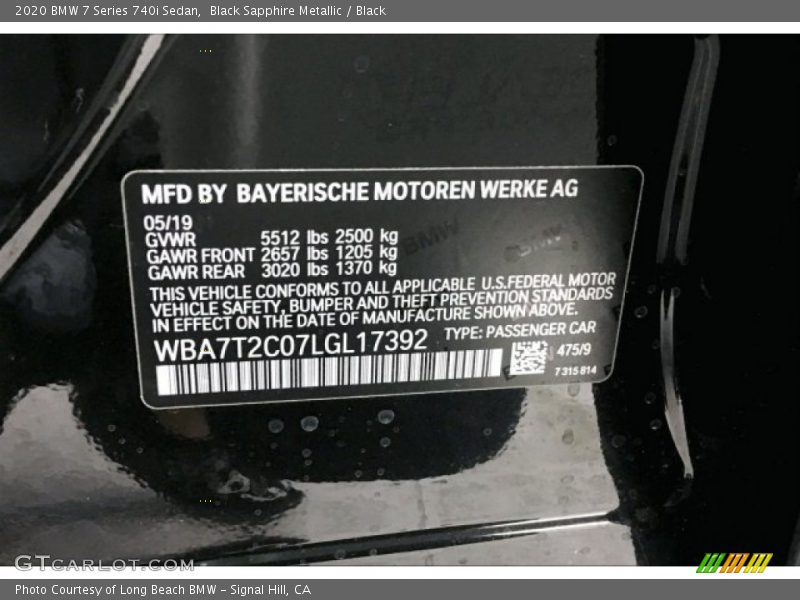 2020 BMW 7 Series 740i Sedan,  Black Sapphire Metallic / Black
MFD BY BAYERISCHE MOTOREN WERKE AG
05/19
GVWR 5512 lbs 2500 kg
GAWR FRONT 2657 lbs 1205 kg
GAWR REAR 3020 lbs 1370 kg
THIS VEHICLE CONFORMS TO ALL APPLICABLE U.S.FEDERAL MOTOR
VEHICLE SAFETY, BUMPER AND THEFT PREVENTION STANDARDS
IN EFFECT ON THE DATE OF MANUFACTURE SHOWN ABOVE.
WBA7T2C07LGL17392 TYPE: PASSENGER CAR
475/9
7 315 814
GTCARLOT.COM
Photo Courtesy of Long Beach BMW - Signal Hill, CA